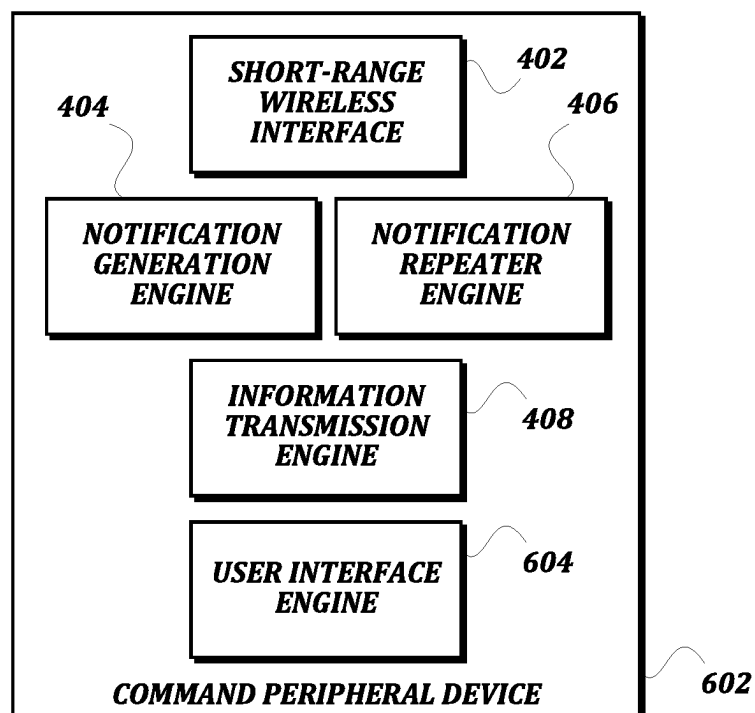 SHORT-RANGE
WIRELESS
INTERFACE
402
404
406
NOTIFICATION
GENERATION
ENGINE
NOTIFICATION
REPEATER
ENGINE
INFORMATION
TRANSMISSION
ENGINE
408
USER INTERFACE
ENGINE
604
COMMAND PERIPHERAL DEVICE
602